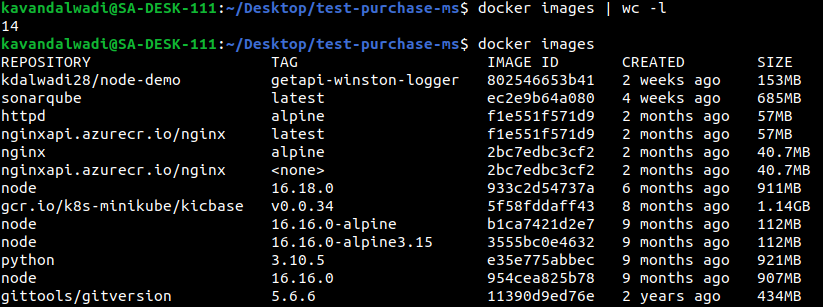 kavandalwadi@SA-DESK-111:~/Desktop/test-purchase-ms$ docker images | wc -l
14
kavandalwadi@SA-DESK-111:~/Desktop/test-purchase-ms$ docker images
REPOSITORY TAG IMAGE ID CREATED SIZE
kdalwadi28/node-demo getapi-winston-logger 802546653b41 2 weeks ago 153MB
sonarqube latest ec2e9b64a080 4 weeks ago 685MB
httpd alpine f1e551f571d9 2 months ago 57MB
nginxapi.azurecr.io/nginx latest f1e551f571d9 2 months ago 57MB
nginx alpine 2bc7edbc3cf2 2 months ago 40.7MB
nginxapi.azurecr.io/nginx <none> 2bc7edbc3cf2 2 months ago 40.7MB
node 16.18.0 933c2d54737a 6 months ago 911MB
gcr.io/k8s-minikube/kicbase v0.0.34 5f58fddaff43 8 months ago 1.14GB
node 16.16.0-alpine b1ca7421d2e7 9 months ago 112MB
node 16.16.0-alpine3.15 3555bc0e4632 9 months ago 112MB
python 3.10.5 e35e775abbec 9 months ago 921MB
node 16.16.0 954cea825b78 9 months ago 907MB
gittools/gitversion 5.6.6 11390d9ed76e 2 years ago 434MB